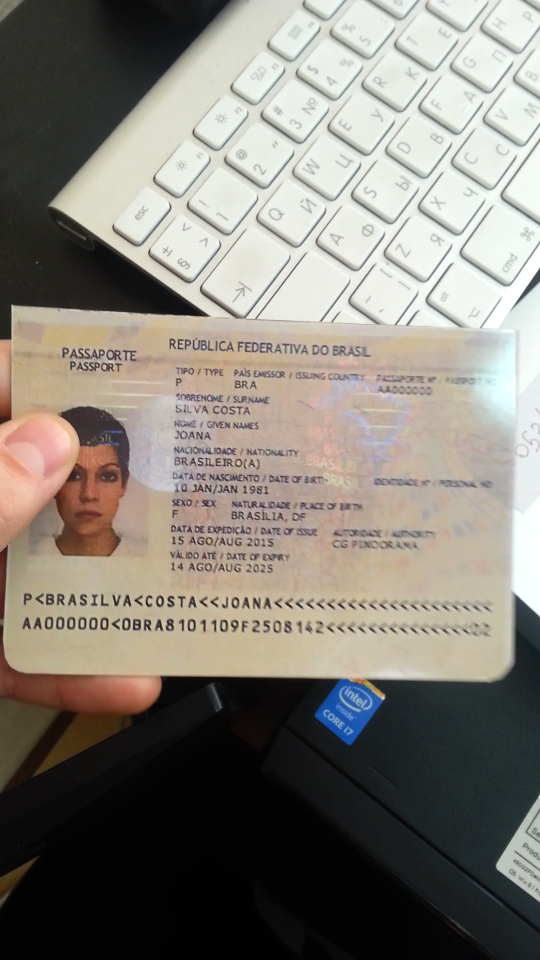 esc
! 1
@ 2 "
# 3 №
$ 4 %
% 5
± §
Q Й
W Ц
E У
R К
T Е
A Ф
S Ы
D В
F А
G П
Z Я
X Ч
C С
V М
cmd ⌘
PASSAPORTE
PASSPORT
REPÚBLICA FEDERATIVA DO BRASIL
TIPO / TYPE PAÍS EMISSOR / ISSUING COUNTRY PASSAPORTE Nº / PASSPORT NO
P BRA AA000000
SOBRENOME / SURNAME
SILVA COSTA
NOME / GIVEN NAMES
JOANA
NACIONALIDADE / NATIONALITY
BRASILEIRO(A)
DATA DE NASCIMENTO / DATE OF BIRTH IDENTIDADE Nº / PERSONAL NO
10 JAN/JAN 1981
SEXO / SEX NATURALIDADE / PLACE OF BIRTH
F BRASÍLIA, DF
DATA DE EXPEDIÇÃO / DATE OF ISSUE AUTORIDADE / AUTHORITY
15 AGO/AUG 2015 CG PINDORAMA
VÁLIDO ATÉ / DATE OF EXPIRY
14 AGO/AUG 2025
P<BRASILVA<COSTA<<JOANA<<<<<<<<<<<<<<<<<<<<<
AA000000<0BRA8101109F2508142<<<<<<<<<<<<<<02
intel
inside
CORE i7